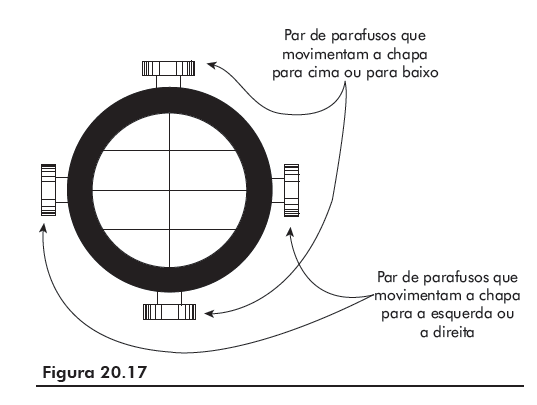 Par de parafusos que
movimentam a chapa
para cima ou para baixo
Par de parafusos que
movimentam a chapa
para a esquerda ou
a direita
Figura 20.17